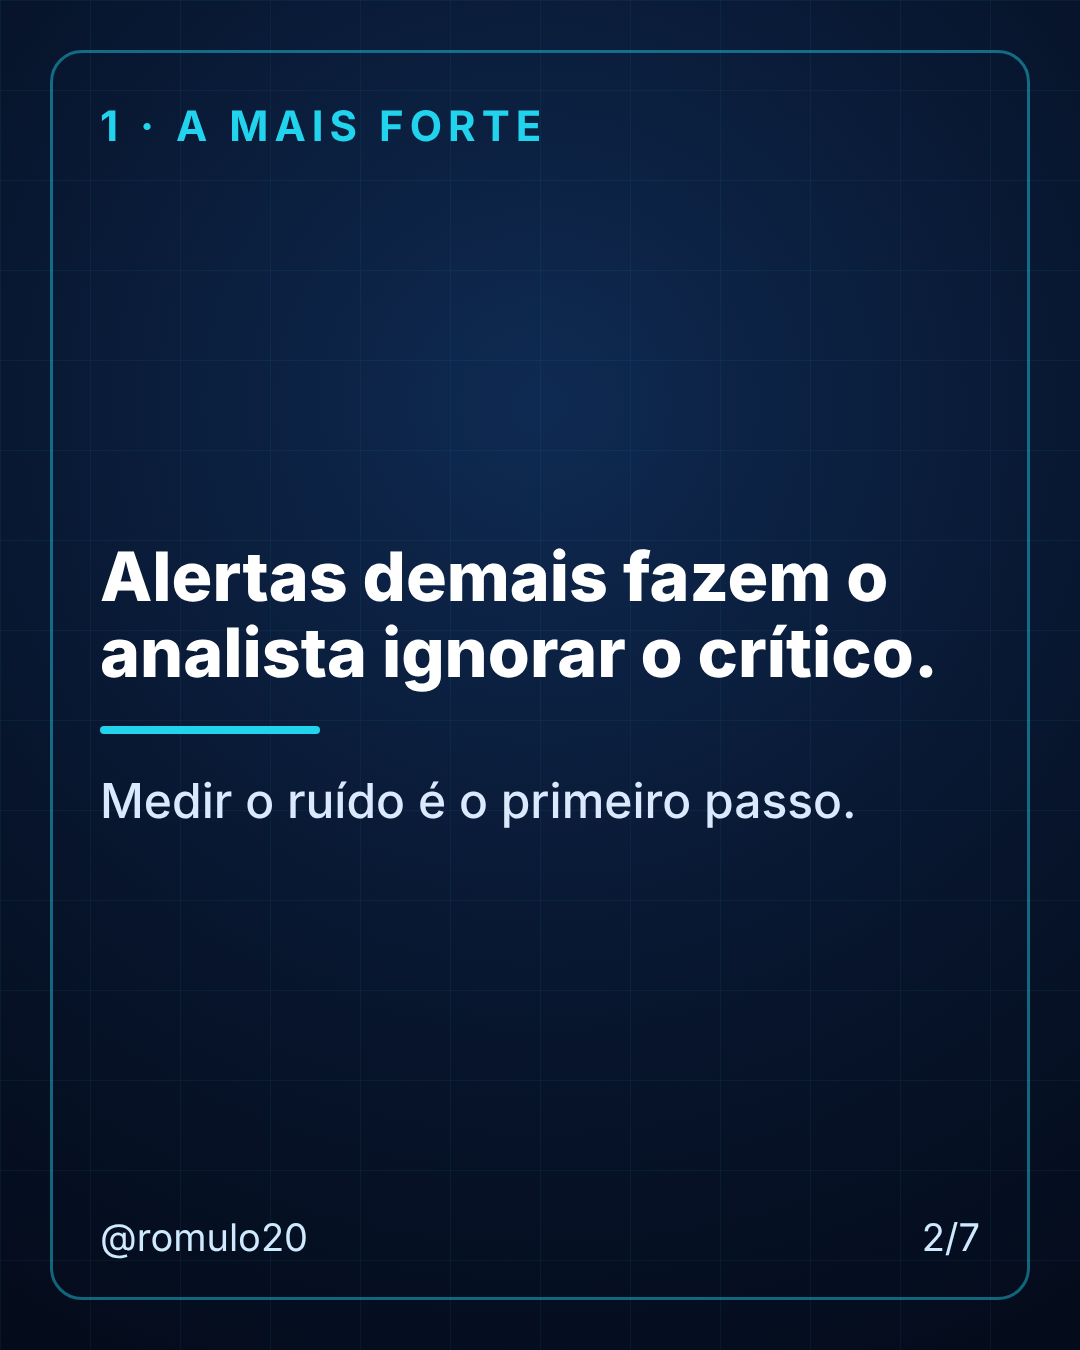 1 · A MAIS FORTE
Alertas demais fazem o
analista ignorar o crítico.
Medir o ruído é o primeiro passo.
@romulo20
2/7